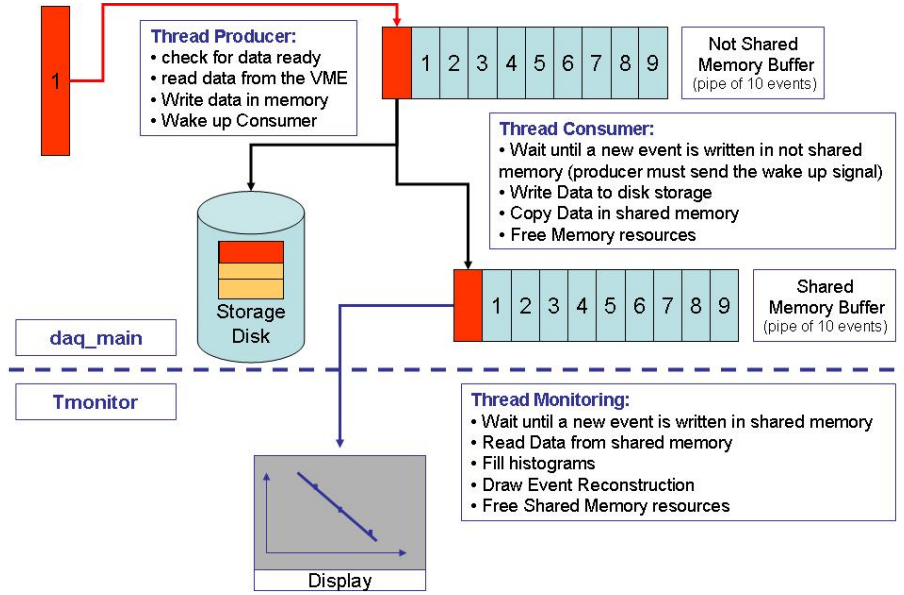 1
Thread Producer:
• check for data ready
• read data from the VME
• Write data in memory
• Wake up Consumer
1 2 3 4 5 6 7 8 9
Not Shared
Memory Buffer
(pipe of 10 events)
Thread Consumer:
• Wait until a new event is written in not shared
memory (producer must send the wake up signal)
• Write Data to disk storage
• Copy Data in shared memory
• Free Memory resources
Storage
Disk
1 2 3 4 5 6 7 8 9
Shared
Memory Buffer
(pipe of 10 events)
daq_main
Tmonitor
Thread Monitoring:
• Wait until a new event is written in shared memory
• Read Data from shared memory
• Fill histograms
• Draw Event Reconstruction
• Free Shared Memory resources
Display